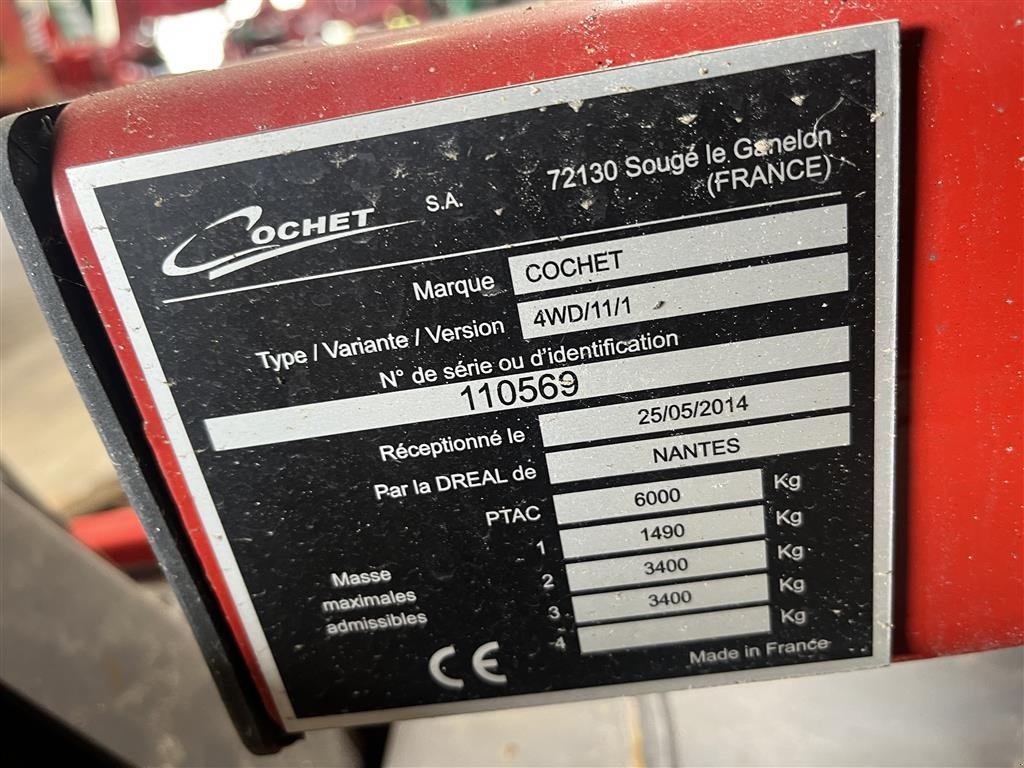 COCHET S.A. 72130 Sougé le Ganelon
(FRANCE)
Marque COCHET
Type / Variante / Version 4WD/11/1
N° de série ou d'identification
110569
Réceptionné le 25/05/2014
Par la DREAL de NANTES
PTAC 6000 Kg
1 1490 Kg
Masse 2 3400 Kg
maximales 3 3400 Kg
admissibles 4 Kg
CE Made in France